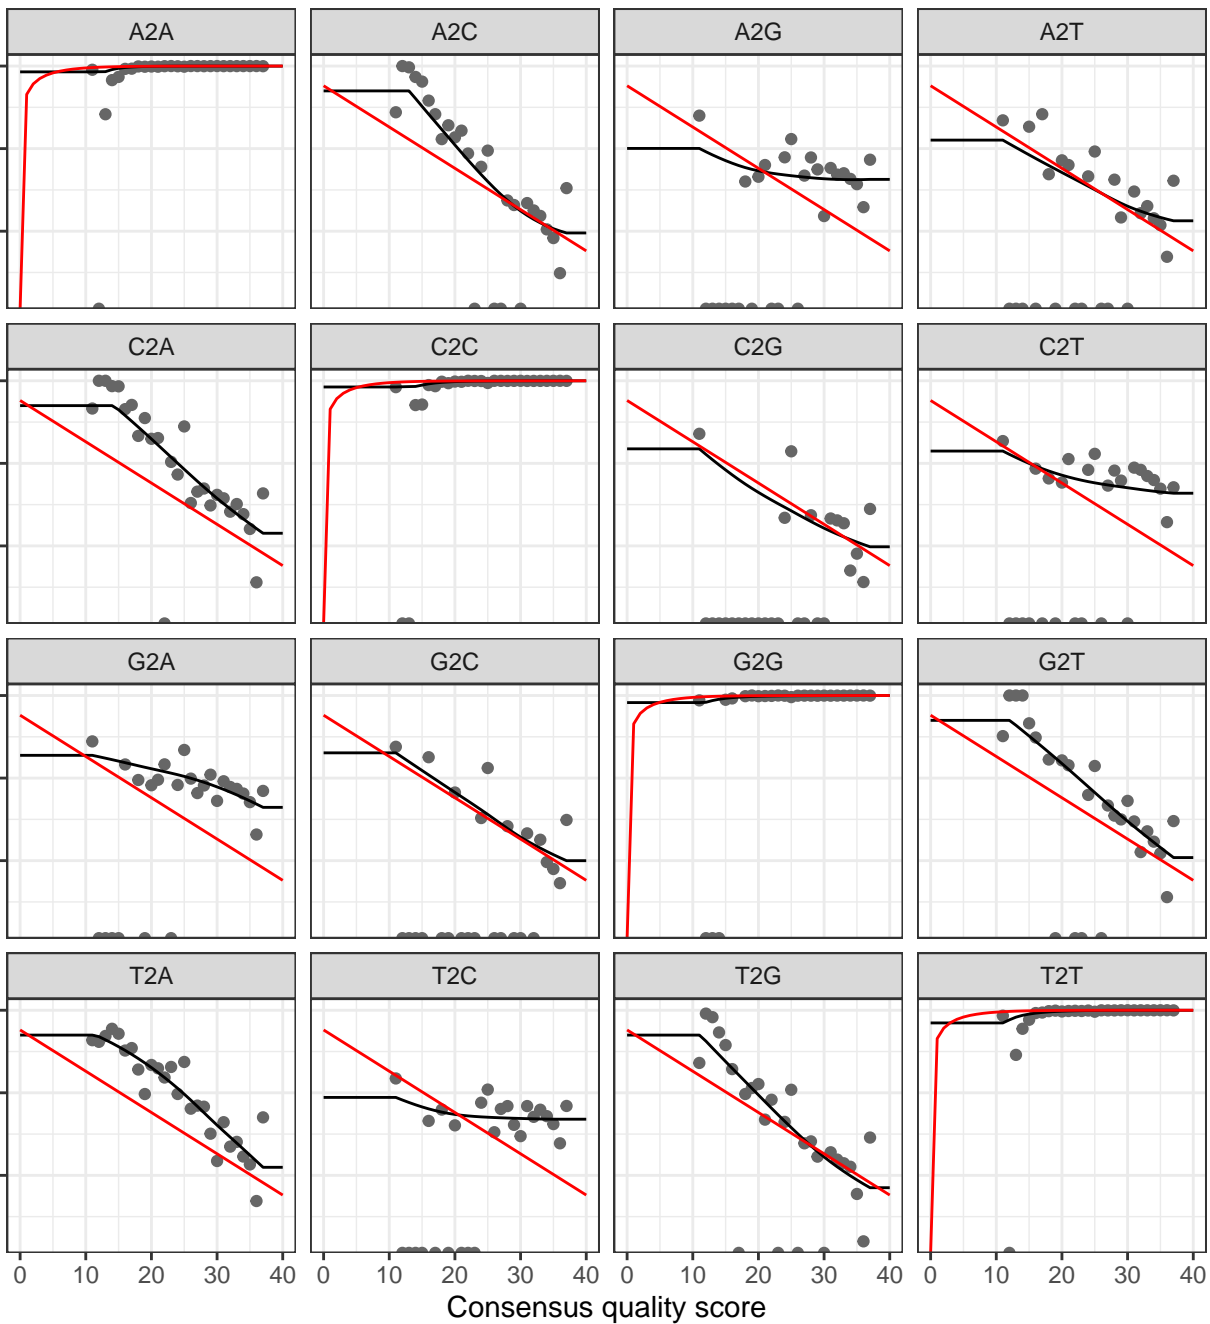 A2A A2C A2G A2T
C2A C2C C2G C2T
G2A G2C G2G G2T
T2A T2C T2G T2T
0 10 20 30 40 0 10 20 30 40 0 10 20 30 40 0 10 20 30 40
Consensus quality score